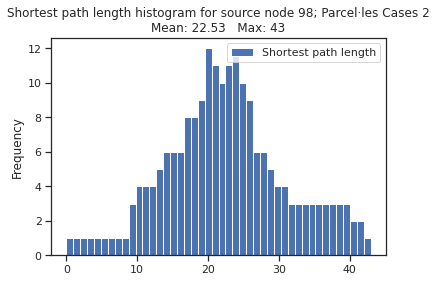 Shortest path length histogram for source node 98; Parcel·les Cases 2
Mean: 22.53   Max: 43
Shortest path length
Frequency
12
10
8
6
4
2
0
0 10 20 30 40